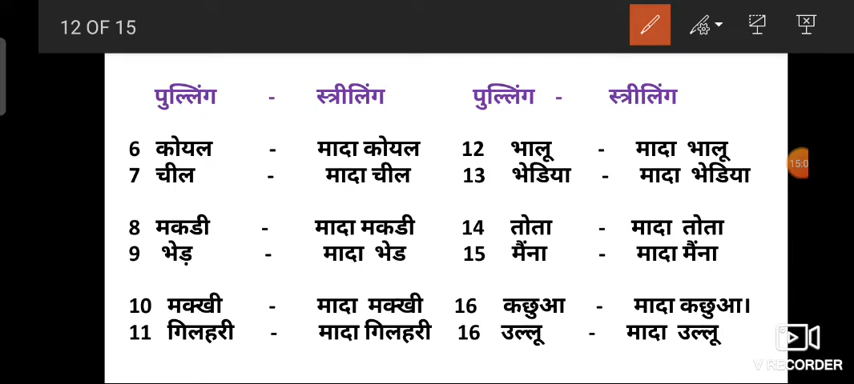 12 OF 15
पुल्लिंग - स्त्रीलिंग पुल्लिंग - स्त्रीलिंग
6 कोयल - मादा कोयल 12 भालू - मादा भालू
7 चील - मादा चील 13 भेडिया - मादा भेडिया
8 मकडी - मादा मकडी 14 तोता - मादा तोता
9 भेड़ - मादा भेड 15 मैंना - मादा मैंना
10 मक्खी - मादा मक्खी 16 कछुआ - मादा कछुआ।
11 गिलहरी - मादा गिलहरी 16 उल्लू - मादा उल्लू
V RECORDER